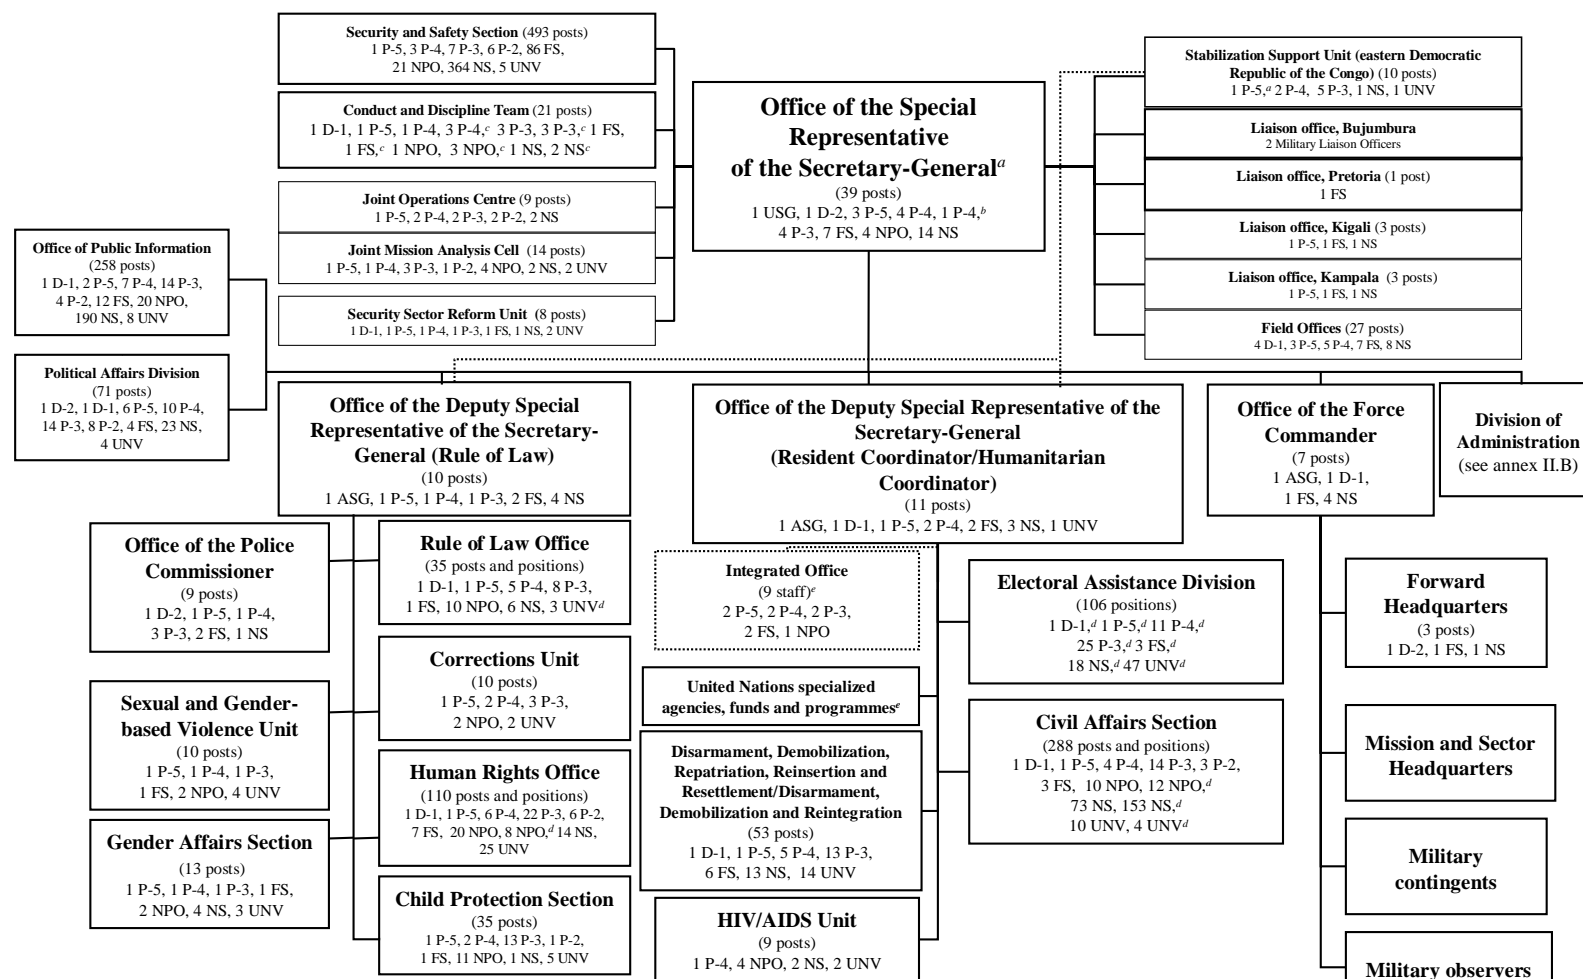 Security and Safety Section (493 posts)
1 P-5, 3 P-4, 7 P-3, 6 P-2, 86 FS,
21 NPO, 364 NS, 5 UNV
Conduct and Discipline Team (21 posts)
1 D-1, 1 P-5, 1 P-4, 3 P-4,c 3 P-3, 3 P-3,c 1 FS,
1 FS,c 1 NPO, 3 NPO,c 1 NS, 2 NSc
Joint Operations Centre (9 posts)
1 P-5, 2 P-4, 2 P-3, 2 P-2, 2 NS
Joint Mission Analysis Cell (14 posts)
1 P-5, 1 P-4, 3 P-3, 1 P-2, 4 NPO, 2 NS, 2 UNV
Security Sector Reform Unit (8 posts)
1 D-1, 1 P-5, 1 P-4, 1 P-3, 1 FS, 1 NS, 2 UNV
Office of the Special
Representative
of the Secretary-Generala
(39 posts)
1 USG, 1 D-2, 3 P-5, 4 P-4, 1 P-4,b
4 P-3, 7 FS, 4 NPO, 14 NS
Stabilization Support Unit (eastern Democratic
Republic of the Congo) (10 posts)
1 P-5,a 2 P-4, 5 P-3, 1 NS, 1 UNV
Liaison office, Bujumbura
2 Military Liaison Officers
Liaison office, Pretoria (1 post)
1 FS
Liaison office, Kigali (3 posts)
1 P-5, 1 FS, 1 NS
Liaison office, Kampala (3 posts)
1 P-5, 1 FS, 1 NS
Field Offices (27 posts)
4 D-1, 3 P-5, 5 P-4, 7 FS, 8 NS
Office of Public Information
(258 posts)
1 D-1, 2 P-5, 7 P-4, 14 P-3,
4 P-2, 12 FS, 20 NPO,
190 NS, 8 UNV
Political Affairs Division
(71 posts)
1 D-2, 1 D-1, 6 P-5, 10 P-4,
14 P-3, 8 P-2, 4 FS, 23 NS,
4 UNV
Office of the Deputy Special
Representative of the Secretary-
General (Rule of Law)
(10 posts)
1 ASG, 1 P-5, 1 P-4, 1 P-3, 2 FS, 4 NS
Office of the Deputy Special Representative of the
Secretary-General
(Resident Coordinator/Humanitarian
Coordinator)
(11 posts)
1 ASG, 1 D-1, 1 P-5, 2 P-4, 2 FS, 3 NS, 1 UNV
Office of the Force
Commander
(7 posts)
1 ASG, 1 D-1,
1 FS, 4 NS
Division of
Administration
(see annex II.B)
Office of the Police
Commissioner
(9 posts)
1 D-2, 1 P-5, 1 P-4,
3 P-3, 2 FS, 1 NS
Rule of Law Office
(35 posts and positions)
1 D-1, 1 P-5, 5 P-4, 8 P-3,
1 FS, 10 NPO, 6 NS, 3 UNVd
Corrections Unit
(10 posts)
1 P-5, 2 P-4, 3 P-3,
2 NPO, 2 UNV
Sexual and Gender-
based Violence Unit
(10 posts)
1 P-5, 1 P-4, 1 P-3,
1 FS, 2 NPO, 4 UNV
Human Rights Office
(110 posts and positions)
1 D-1, 1 P-5, 6 P-4, 22 P-3, 6 P-2,
7 FS, 20 NPO, 8 NPO,d 14 NS,
25 UNV
Gender Affairs Section
(13 posts)
1 P-5, 1 P-4, 1 P-3, 1 FS,
2 NPO, 4 NS, 3 UNV
Child Protection Section
(35 posts)
1 P-5, 2 P-4, 13 P-3, 1 P-2,
1 FS, 11 NPO, 1 NS, 5 UNV
Integrated Office
(9 staff)e
2 P-5, 2 P-4, 2 P-3,
2 FS, 1 NPO
United Nations specialized
agencies, funds and programmese
Disarmament, Demobilization,
Repatriation, Reinsertion and
Resettlement/Disarmament,
Demobilization and Reintegration
(53 posts)
1 D-1, 1 P-5, 5 P-4, 13 P-3,
6 FS, 13 NS, 14 UNV
HIV/AIDS Unit
(9 posts)
1 P-4, 4 NPO, 2 NS, 2 UNV
Electoral Assistance Division
(106 positions)
1 D-1,d 1 P-5,d 11 P-4,d
25 P-3,d 3 FS,d
18 NS,d 47 UNVd
Civil Affairs Section
(288 posts and positions)
1 D-1, 1 P-5, 4 P-4, 14 P-3, 3 P-2,
3 FS, 10 NPO, 12 NPO,d
73 NS, 153 NS,d
10 UNV, 4 UNVd
Forward
Headquarters
(3 posts)
1 D-2, 1 FS, 1 NS
Mission and Sector
Headquarters
Military
contingents
Military observers